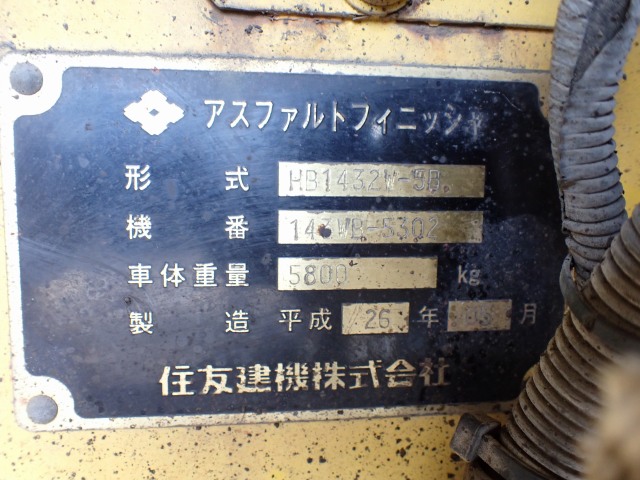 アスファルトフィニッシャ
形式 HB1432W-5B.
機番 143WB-5302
車体重量 5800 kg
製造 平成 26 年 月
住友建機株式会社